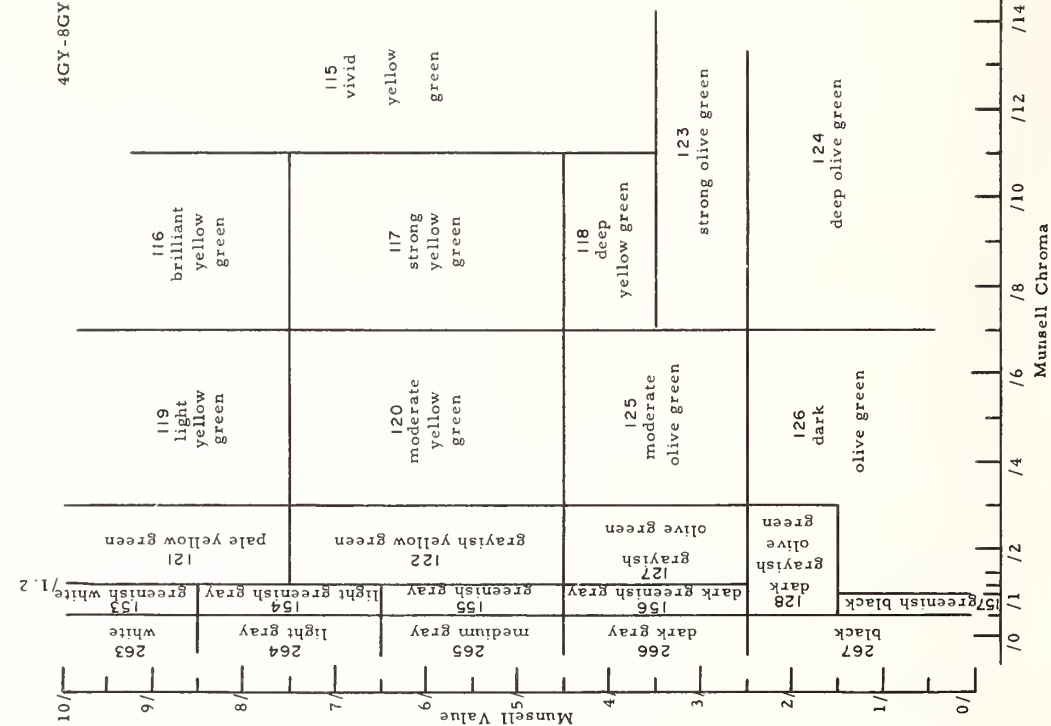 4GY-8GY
115
vivid
yellow
green
116
brilliant
yellow
green
117
strong
yellow
green
118
deep
yellow green
123
strong olive green
124
deep olive green
119
light
yellow
green
120
moderate
yellow
green
125
moderate
olive green
126
dark
olive green
121
pale yellow green
122
grayish yellow green
127
grayish
olive green
128
dark
grayish
olive
green
/1.2
153
greenish white
154
light greenish gray
155
greenish gray
156
dark greenish gray
157 greenish black
263
white
264
light gray
265
medium gray
266
dark gray
267
black
10/
9/
8/
7/
6/
5/
4/
3/
2/
1/
0/
Munsell Value
/0
/1
/2
/4
/6
/8
/10
/12
/14
Munsell Chroma